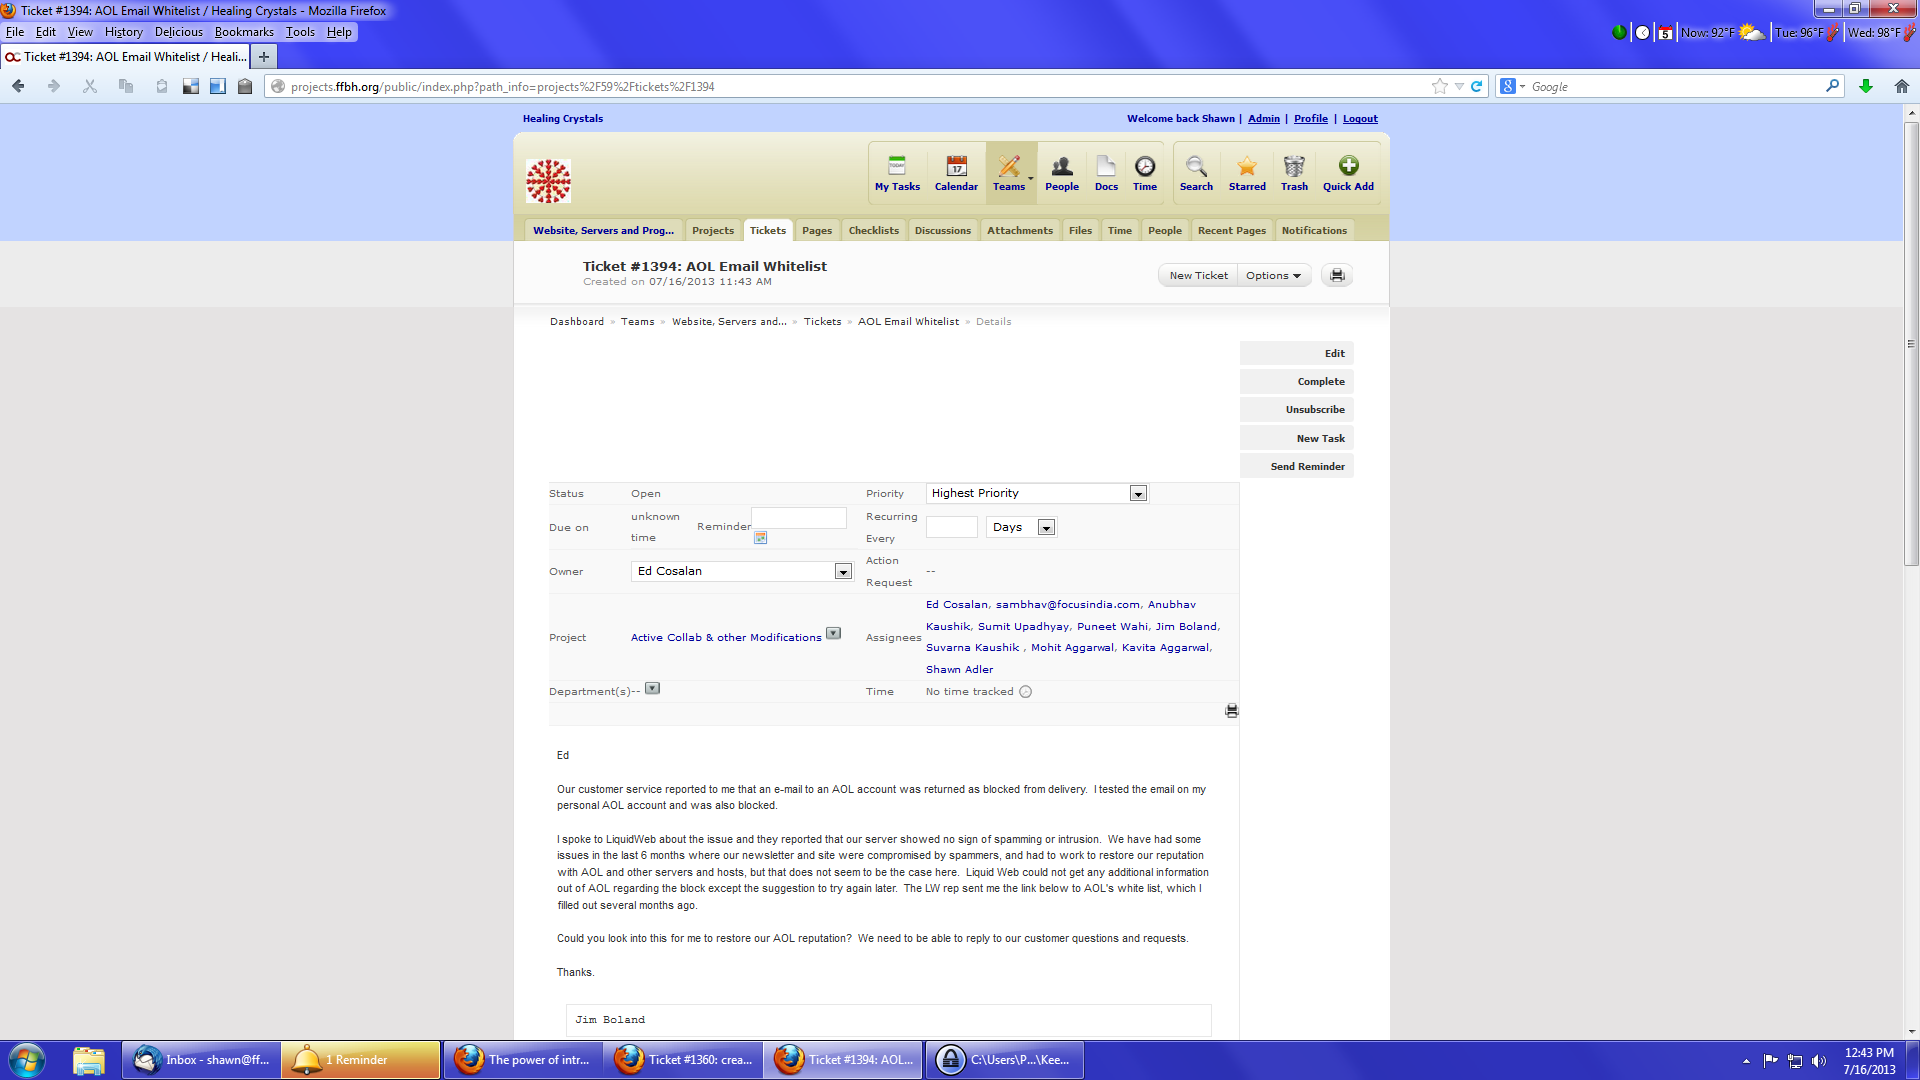 Ticket #1394: AOL Email Whitelist / Healing Crystals - Mozilla Firefox
File Edit View History Delicious Bookmarks Tools Help
5 Now: 92°F Tue: 96°F Wed: 98°F
Ticket #1394: AOL Email Whitelist / Heali...
projects.ffbh.org/public/index.php?path_info=projects%2F59%2Ftickets%2F1394
Google
Healing Crystals
Welcome back Shawn | Admin | Profile | Logout
TODAY 17
My Tasks Calendar Teams People Docs Time Search Starred Trash Quick Add
Website, Servers and Prog... Projects Tickets Pages Checklists Discussions Attachments Files Time People Recent Pages Notifications
Ticket #1394: AOL Email Whitelist
Created on 07/16/2013 11:43 AM
New Ticket Options
Dashboard » Teams » Website, Servers and... » Tickets » AOL Email Whitelist » Details
Edit
Complete
Unsubscribe
New Task
Send Reminder
Status Open Priority Highest Priority
Due on unknown time Reminder Recurring Every Days
Owner Ed Cosalan Action Request --
Project Active Collab & other Modifications Assignees Ed Cosalan, sambhav@focusindia.com, Anubhav
Kaushik, Sumit Upadhyay, Puneet Wahi, Jim Boland,
Suvarna Kaushik , Mohit Aggarwal, Kavita Aggarwal,
Shawn Adler
Department(s)-- Time No time tracked
Ed
Our customer service reported to me that an e-mail to an AOL account was returned as blocked from delivery. I tested the email on my
personal AOL account and was also blocked.
I spoke to LiquidWeb about the issue and they reported that our server showed no sign of spamming or intrusion. We have had some
issues in the last 6 months where our newsletter and site were compromised by spammers, and had to work to restore our reputation
with AOL and other servers and hosts, but that does not seem to be the case here. Liquid Web could not get any additional information
out of AOL regarding the block except the suggestion to try again later. The LW rep sent me the link below to AOL's white list, which I
filled out several months ago.
Could you look into this for me to restore our AOL reputation? We need to be able to reply to our customer questions and requests.
Thanks.
Jim Boland
Inbox - shawn@ff... 1 Reminder The power of intr... Ticket #1360: crea... Ticket #1394: AOL... C:\Users\P...\Kee...
12:43 PM
7/16/2013